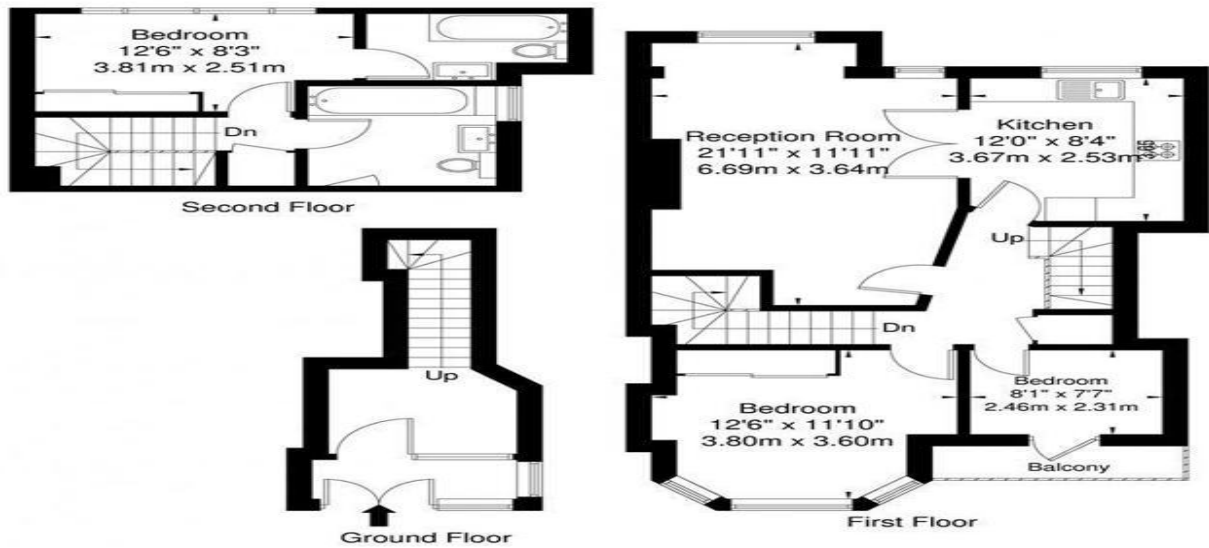 Bedroom
12'6" x 8'3"
3.81m x 2.51m
Dn
Second Floor
Up
Ground Floor
Reception Room
21'11" x 11'11"
6.69m x 3.64m
Kitchen
12'0" x 8'4"
3.67m x 2.53m
Up
Dn
Bedroom
12'6" x 11'10"
3.80m x 3.60m
Bedroom
8'1" x 7'7"
2.46m x 2.31m
Balcony
First Floor